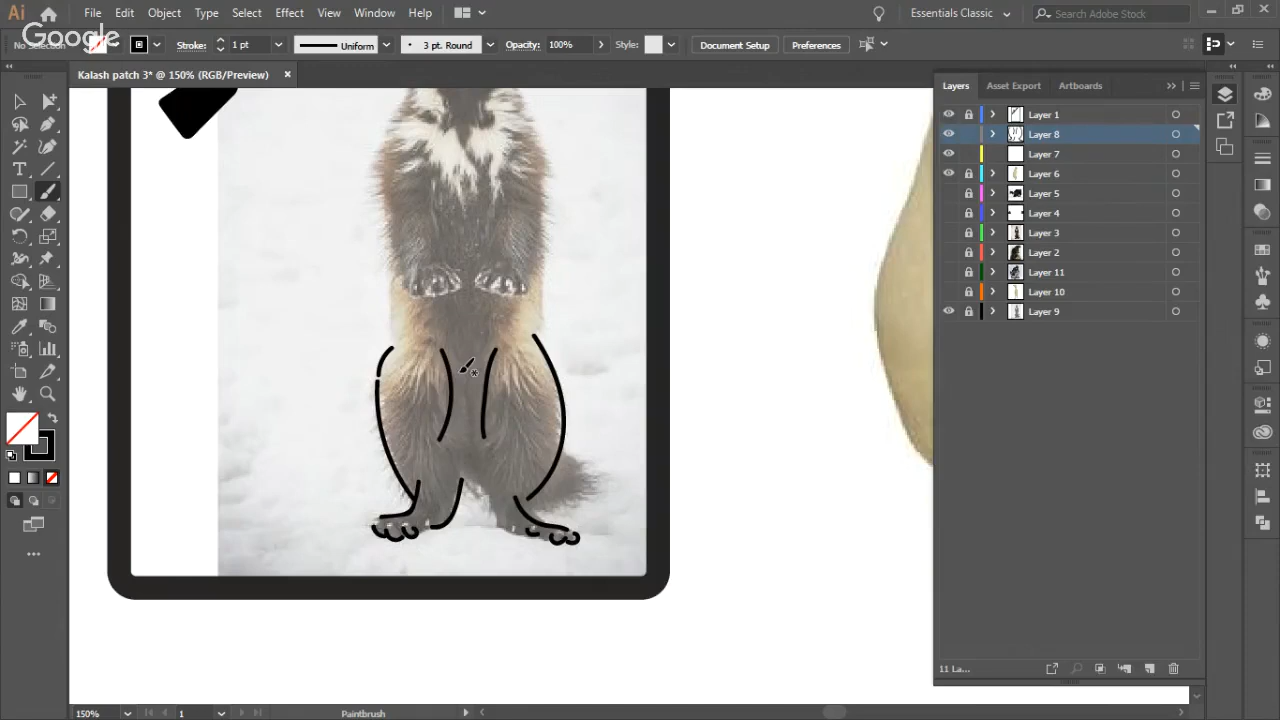 Ai File Edit Object Type Select Effect View Window Help Essentials Classic Search Adobe Stock
Google
No Selection Stroke: 1 pt Uniform 3 pt. Round Opacity: 100% Style: Document Setup Preferences
Kalash patch 3* @ 150% (RGB/Preview)
Layers Asset Export Artboards
Layer 1
Layer 8
Layer 7
Layer 6
Layer 5
Layer 4
Layer 3
Layer 2
Layer 11
Layer 10
Layer 9
11 La...
150% 1 Paintbrush